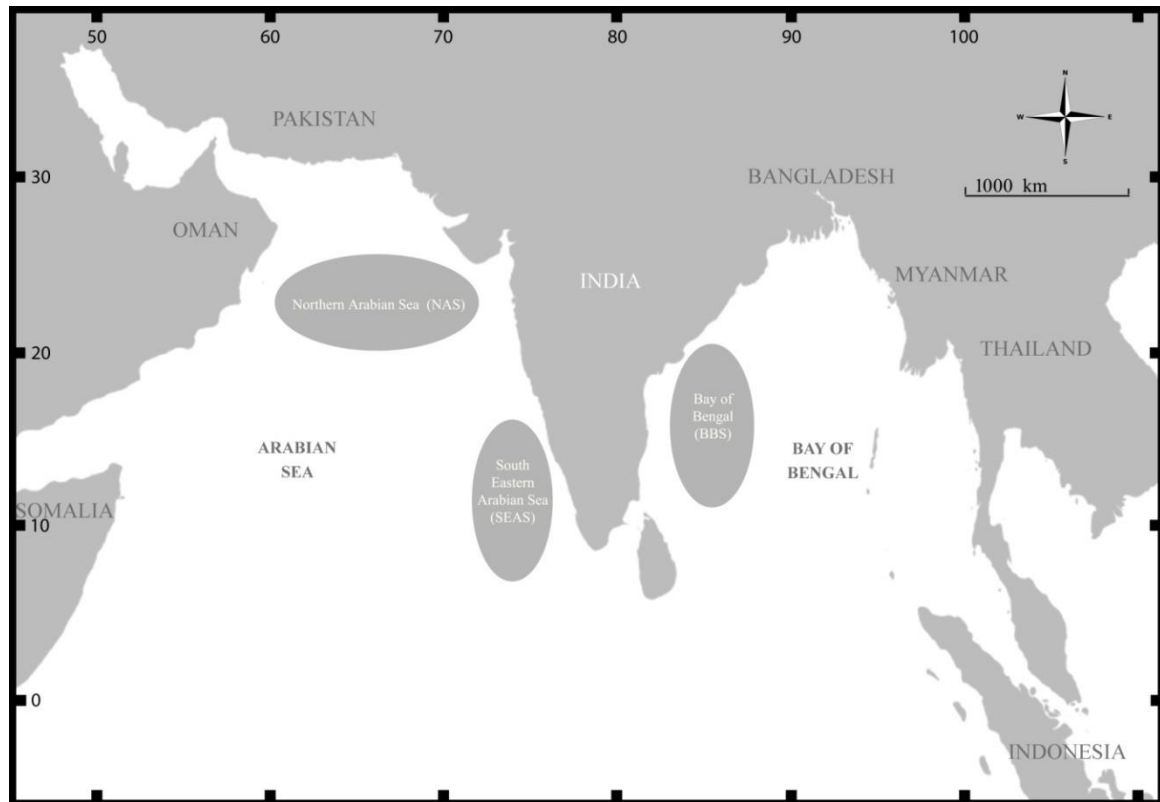 50 60 70 80 90 100
N
W E
S
PAKISTAN
BANGLADESH
30
1000 km
OMAN
INDIA
MYANMAR
Northern Arabian Sea (NAS)
20
THAILAND
Bay of
Bengal
(BBS)
ARABIAN
SEA
BAY OF
BENGAL
South
Eastern
Arabian Sea
(SEAS)
SOMALIA
10
0
INDONESIA